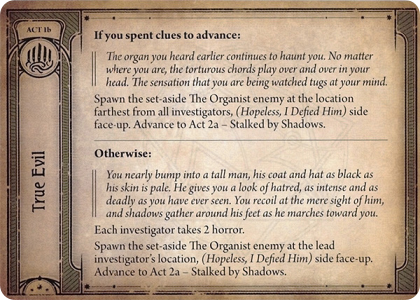 ACT 1b
True Evil
If you spent clues to advance:
The organ you heard earlier continues to haunt you. No matter
where you are, the torturous chords play over and over in your
head. The sensation that you are being watched tugs at your mind.
Spawn the set-aside The Organist enemy at the location
farthest from all investigators, (Hopeless, I Defied Him) side
face-up. Advance to Act 2a – Stalked by Shadows.
Otherwise:
You nearly bump into a tall man, his coat and hat as black as
his skin is pale. He gives you a look of hatred, as intense and as
deadly as you have ever seen. You recoil at the mere sight of him,
and shadows gather around his feet as he marches toward you.
Each investigator takes 2 horror.
Spawn the set-aside The Organist enemy at the lead
investigator's location, (Hopeless, I Defied Him) side face-up.
Advance to Act 2a – Stalked by Shadows.